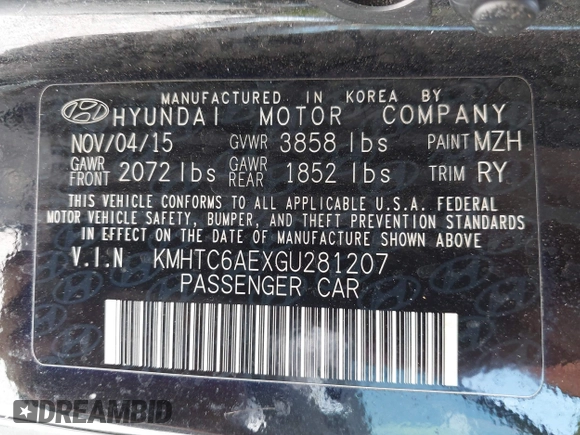 MANUFACTURED IN KOREA BY
HYUNDAI MOTOR COMPANY
NOV/04/15 GVWR 3858 lbs PAINT MZH
GAWR FRONT 2072 lbs GAWR REAR 1852 lbs TRIM RY
THIS VEHICLE CONFORMS TO ALL APPLICABLE U.S.A. FEDERAL
MOTOR VEHICLE SAFETY, BUMPER, AND THEFT PREVENTION STANDARDS
IN EFFECT ON THE DATE OF MANUFACTURE SHOWN ABOVE
V.I.N KMHTC6AEXGU281207
PASSENGER CAR
DREAMBID